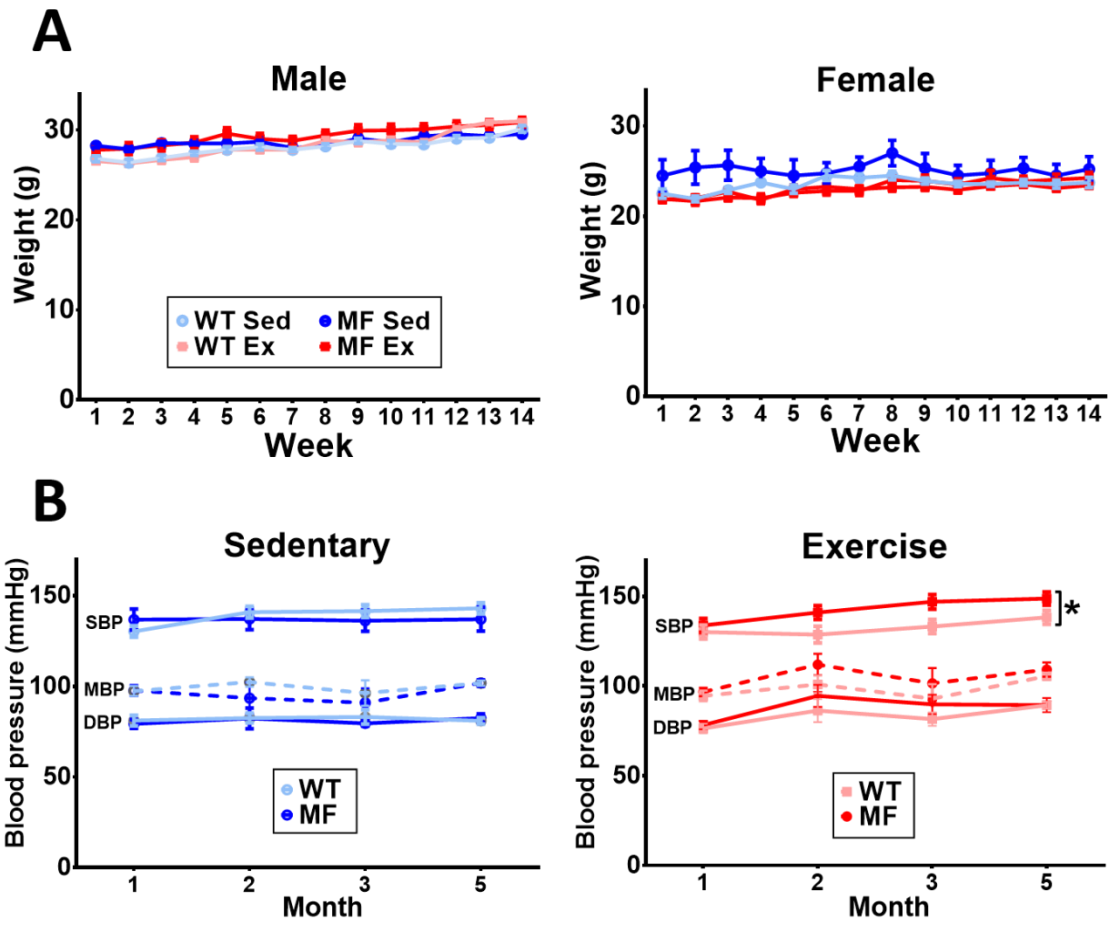 A
Male
Weight (g)
30
20
10
0
WT Sed MF Sed
WT Ex MF Ex
1 2 3 4 5 6 7 8 9 10 11 12 13 14
Week
Female
Weight (g)
30
20
10
0
1 2 3 4 5 6 7 8 9 10 11 12 13 14
Week
B
Sedentary
Blood pressure (mmHg)
150
100
50
0
SBP
MBP
DBP
WT
MF
1 2 3 5
Month
Exercise
Blood pressure (mmHg)
150
100
50
0
SBP
MBP
DBP
*
WT
MF
1 2 3 5
Month